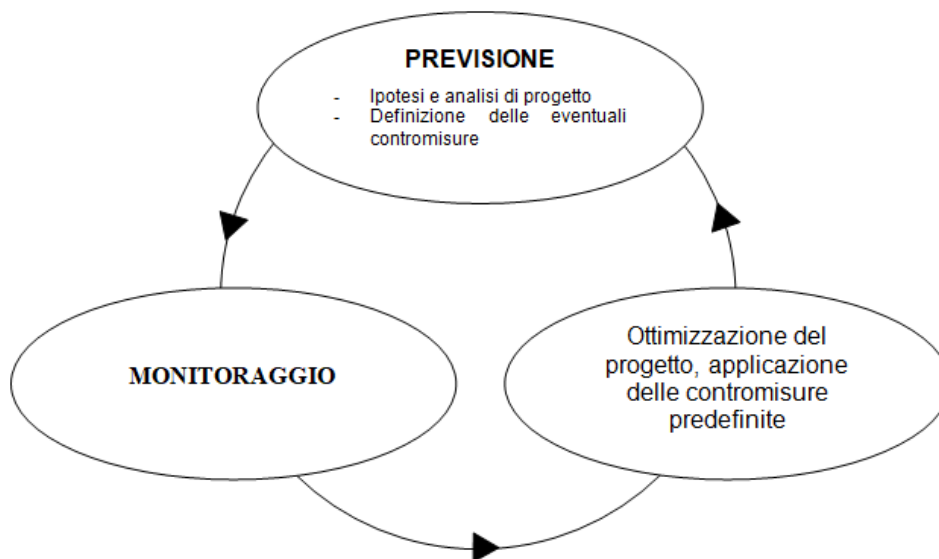 PREVISIONE
- Ipotesi e analisi di progetto
- Definizione delle eventuali
contromisure
MONITORAGGIO
Ottimizzazione del
progetto, applicazione
delle contromisure
predefinite